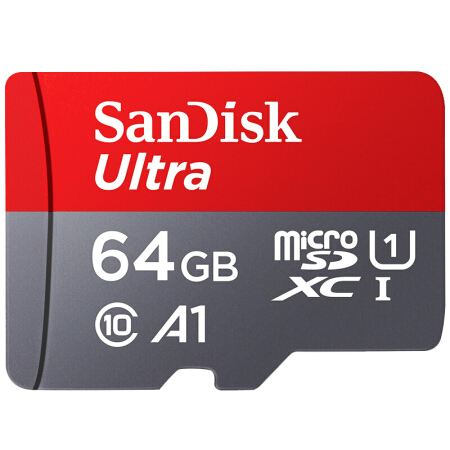 SanDisk
Ultra
64GB
micro SD XC I U1
10 A1